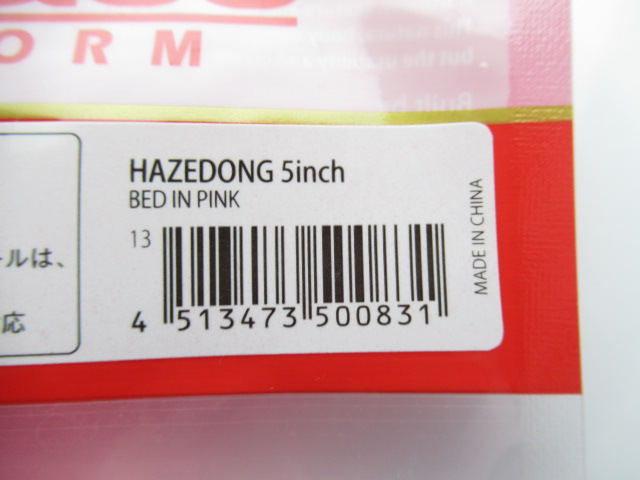 ORM
HAZEDONG 5inch
BED IN PINK
13
4 513473 500831
MADE IN CHINA
ールは、
応